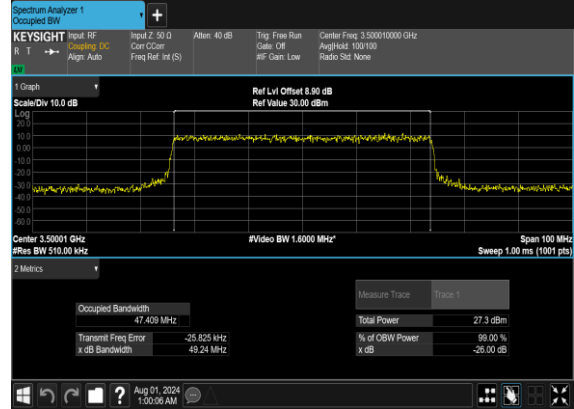 Spectrum Analyzer 1
Occupied BW
KEYSIGHT Input: RF Input Z: 50 Ω Atten: 40 dB Trig: Free Run Center Freq: 3.500010000 GHz
R T Coupling: DC Corr CCorr Gate: Off Avg|Hold: 100/100
Align: Auto Freq Ref: Int (S) #IF Gain: Low Radio Std: None
LXI
1 Graph
Ref Lvl Offset 8.90 dB
Scale/Div 10.0 dB Ref Value 30.00 dBm
Log
20.0
10.0
0.00
-10.0
-20.0
-30.0
-40.0
-50.0
-60.0
Center 3.50001 GHz #Video BW 1.6000 MHz* Span 100 MHz
#Res BW 510.00 kHz Sweep 1.00 ms (1001 pts)
2 Metrics
Measure Trace Trace 1
Occupied Bandwidth
47.409 MHz Total Power 27.3 dBm
Transmit Freq Error -25.825 kHz % of OBW Power 99.00 %
x dB Bandwidth 49.24 MHz x dB -26.00 dB
? Aug 01, 2024
1:00:06 AM